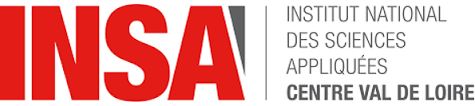 INSA
INSTITUT NATIONAL
DES SCIENCES
APPLIQUÉES
CENTRE VAL DE LOIRE